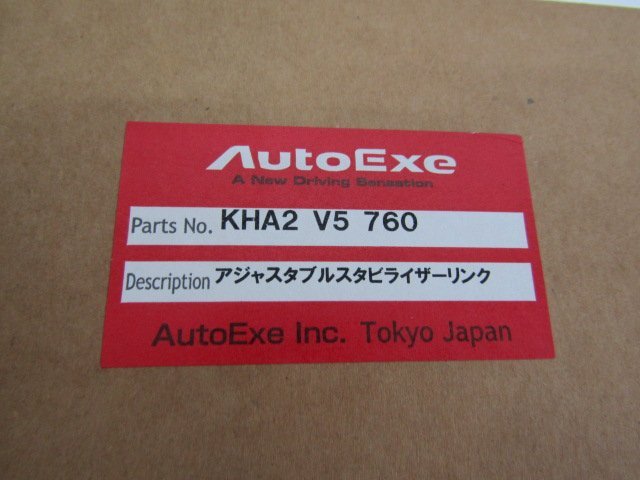 AutoExe
A New Driving Sensation
Parts No. KHA2 V5 760
Description アジャスタブルスタビライザーリンク
AutoExe Inc. Tokyo Japan